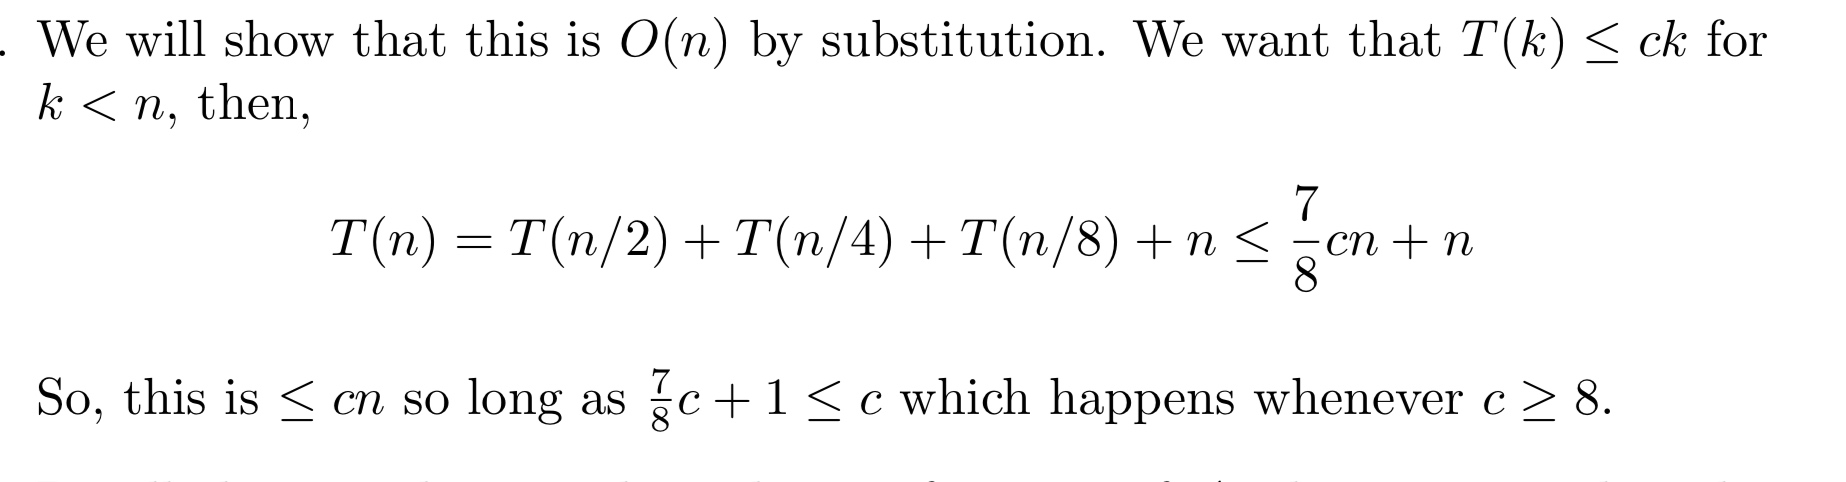 . We will show that this is O(n) by substitution. We want that T(k) ≤ ck for
k < n, then,
T(n) = T(n/2) + T(n/4) + T(n/8) + n ≤ 7/8 cn + n
So, this is ≤ cn so long as 7/8 c + 1 ≤ c which happens whenever c ≥ 8.